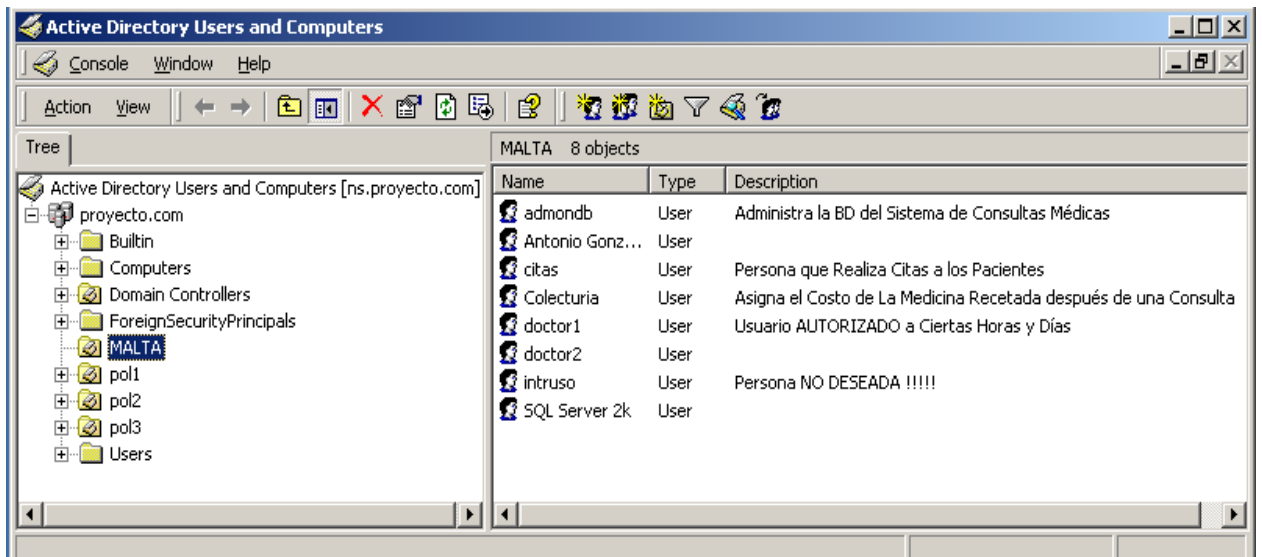 Active Directory Users and Computers
Console Window Help
Action View
Tree
MALTA 8 objects
Active Directory Users and Computers [ns.proyecto.com]
proyecto.com
Builtin
Computers
Domain Controllers
ForeignSecurityPrincipals
MALTA
pol1
pol2
pol3
Users
Name Type Description
admondb User Administra la BD del Sistema de Consultas Médicas
Antonio Gonz... User
citas User Persona que Realiza Citas a los Pacientes
Colecturia User Asigna el Costo de La Medicina Recetada después de una Consulta
doctor1 User Usuario AUTORIZADO a Ciertas Horas y Días
doctor2 User
intruso User Persona NO DESEADA !!!!!
SQL Server 2k User